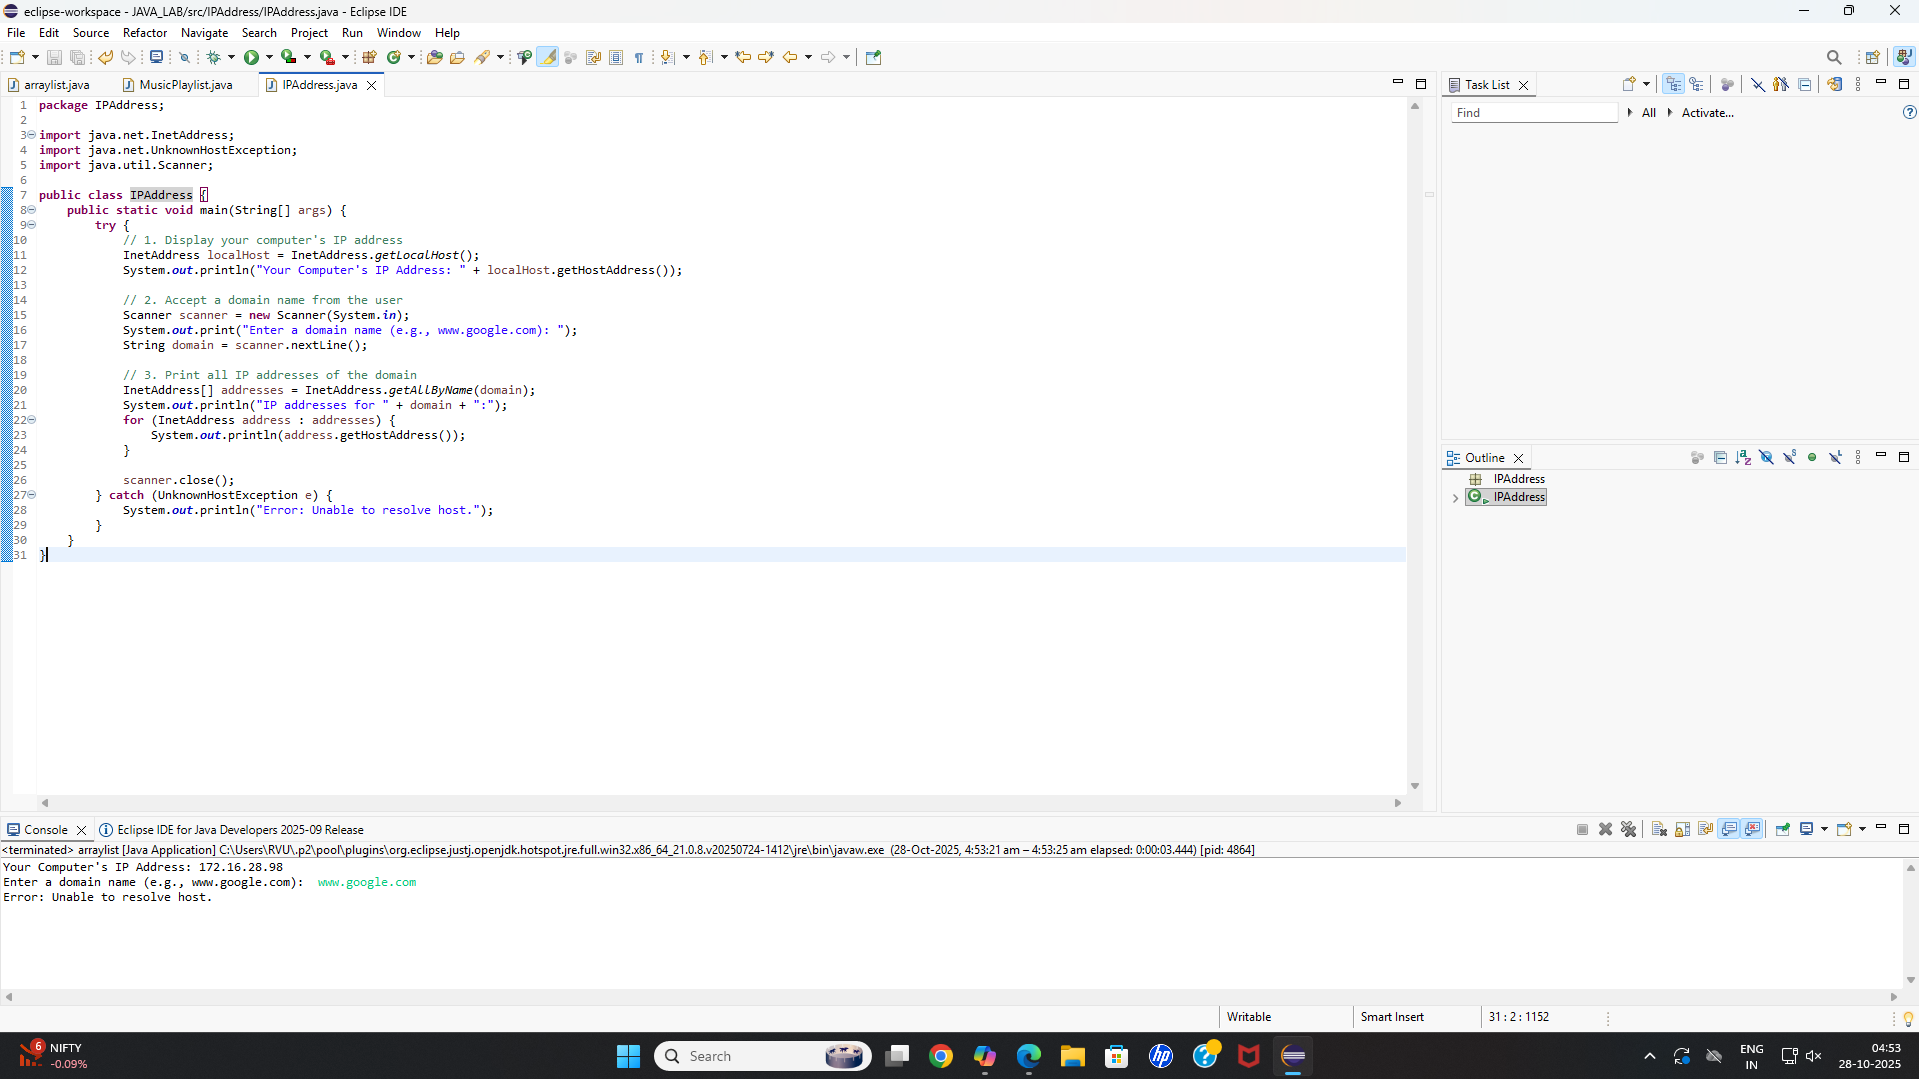 eclipse-workspace - JAVA_LAB/src/IPAddress/IPAddress.java - Eclipse IDE
File Edit Source Refactor Navigate Search Project Run Window Help
arraylist.java MusicPlaylist.java IPAddress.java
1 package IPAddress;
2
3 import java.net.InetAddress;
4 import java.net.UnknownHostException;
5 import java.util.Scanner;
6
7 public class IPAddress {
8 public static void main(String[] args) {
9 try {
10 // 1. Display your computer's IP address
11 InetAddress localHost = InetAddress.getLocalHost();
12 System.out.println("Your Computer's IP Address: " + localHost.getHostAddress());
13
14 // 2. Accept a domain name from the user
15 Scanner scanner = new Scanner(System.in);
16 System.out.print("Enter a domain name (e.g., www.google.com): ");
17 String domain = scanner.nextLine();
18
19 // 3. Print all IP addresses of the domain
20 InetAddress[] addresses = InetAddress.getAllByName(domain);
21 System.out.println("IP addresses for " + domain + ":");
22 for (InetAddress address : addresses) {
23 System.out.println(address.getHostAddress());
24 }
25
26 scanner.close();
27 } catch (UnknownHostException e) {
28 System.out.println("Error: Unable to resolve host.");
29 }
30 }
31 }
Task List
Find All Activate...
Outline
IPAddress
IPAddress
Console Eclipse IDE for Java Developers 2025-09 Release
<terminated> arraylist [Java Application] C:\Users\RVU\.p2\pool\plugins\org.eclipse.justj.openjdk.hotspot.jre.full.win32.x86_64_21.0.8.v20250724-1412\jre\bin\javaw.exe (28-Oct-2025, 4:53:21 am – 4:53:25 am elapsed: 0:00:03.444) [pid: 4864]
Your Computer's IP Address: 172.16.28.98
Enter a domain name (e.g., www.google.com): www.google.com
Error: Unable to resolve host.
Writable Smart Insert 31 : 2 : 1152
6 NIFTY
-0.09%
Search
hp
ENG
IN
04:53
28-10-2025